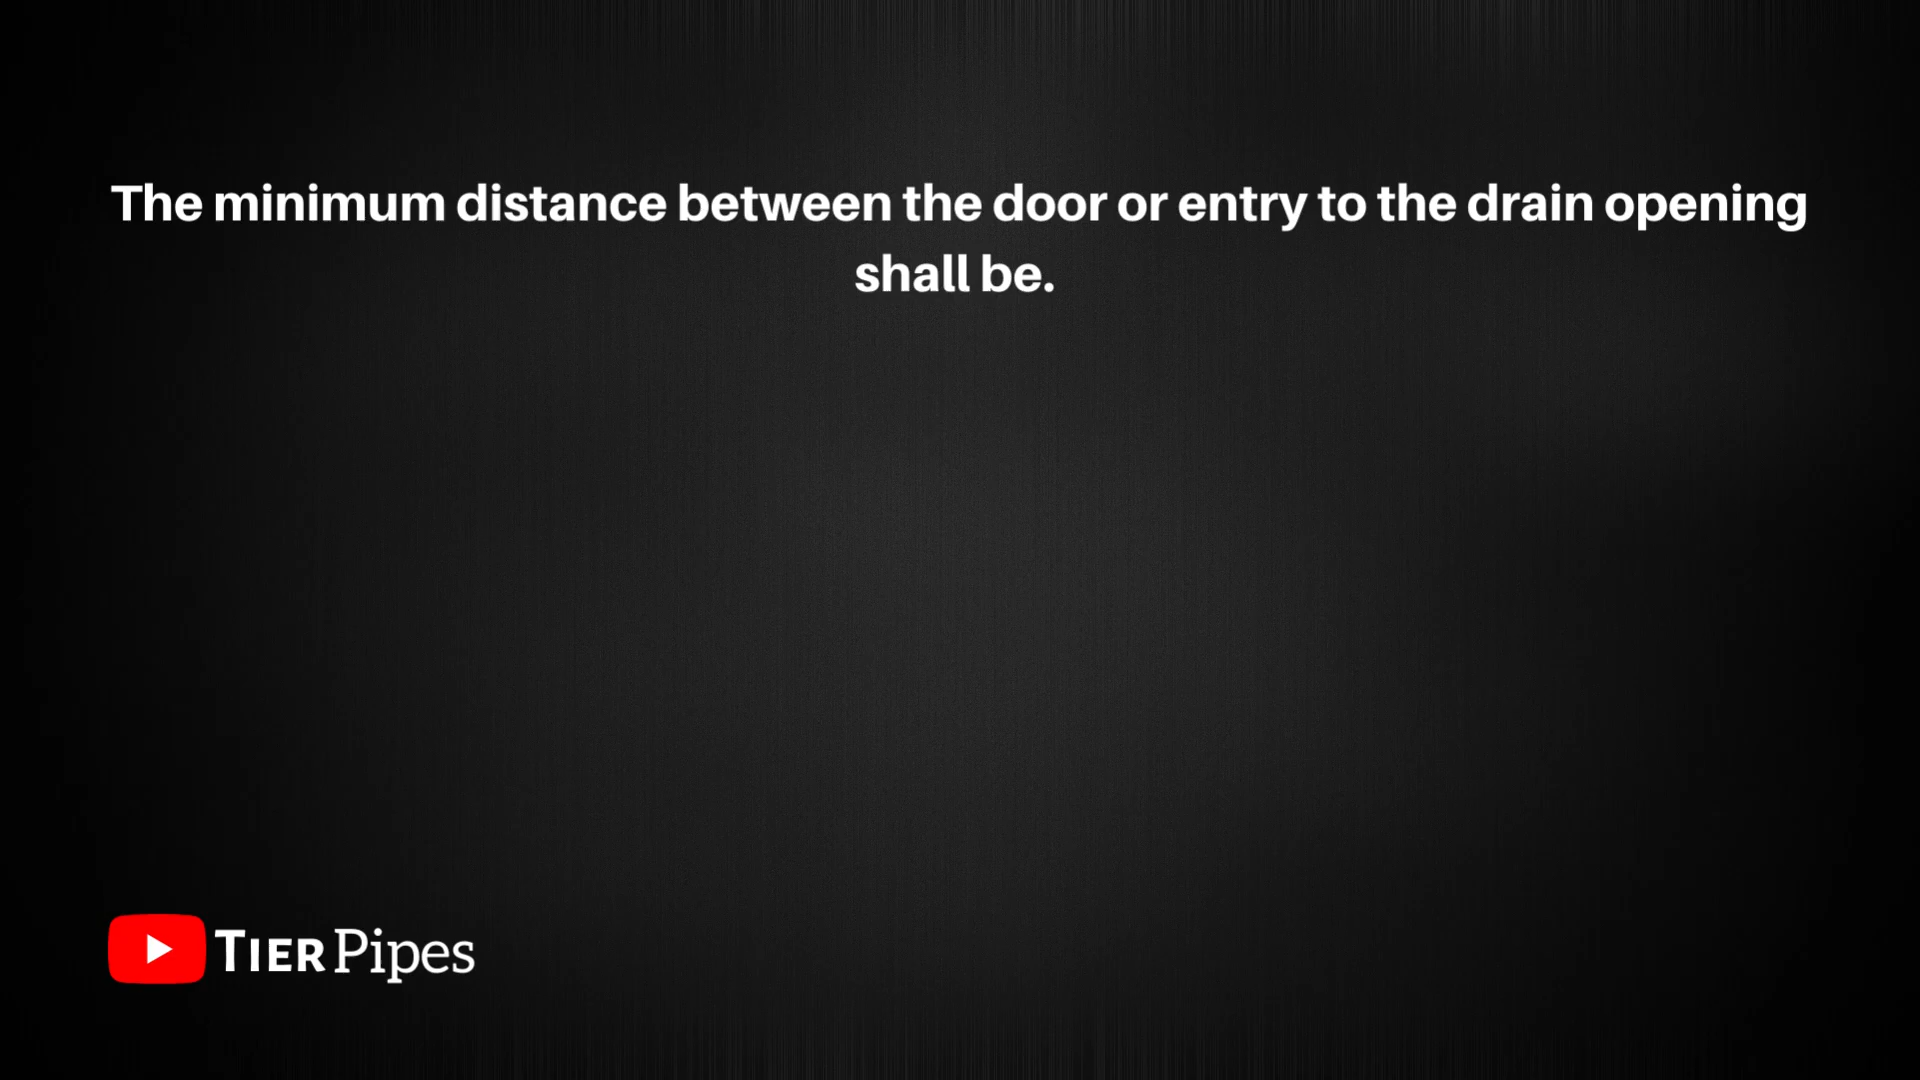 The minimum distance between the door or entry to the drain opening
shall be.
TIER Pipes